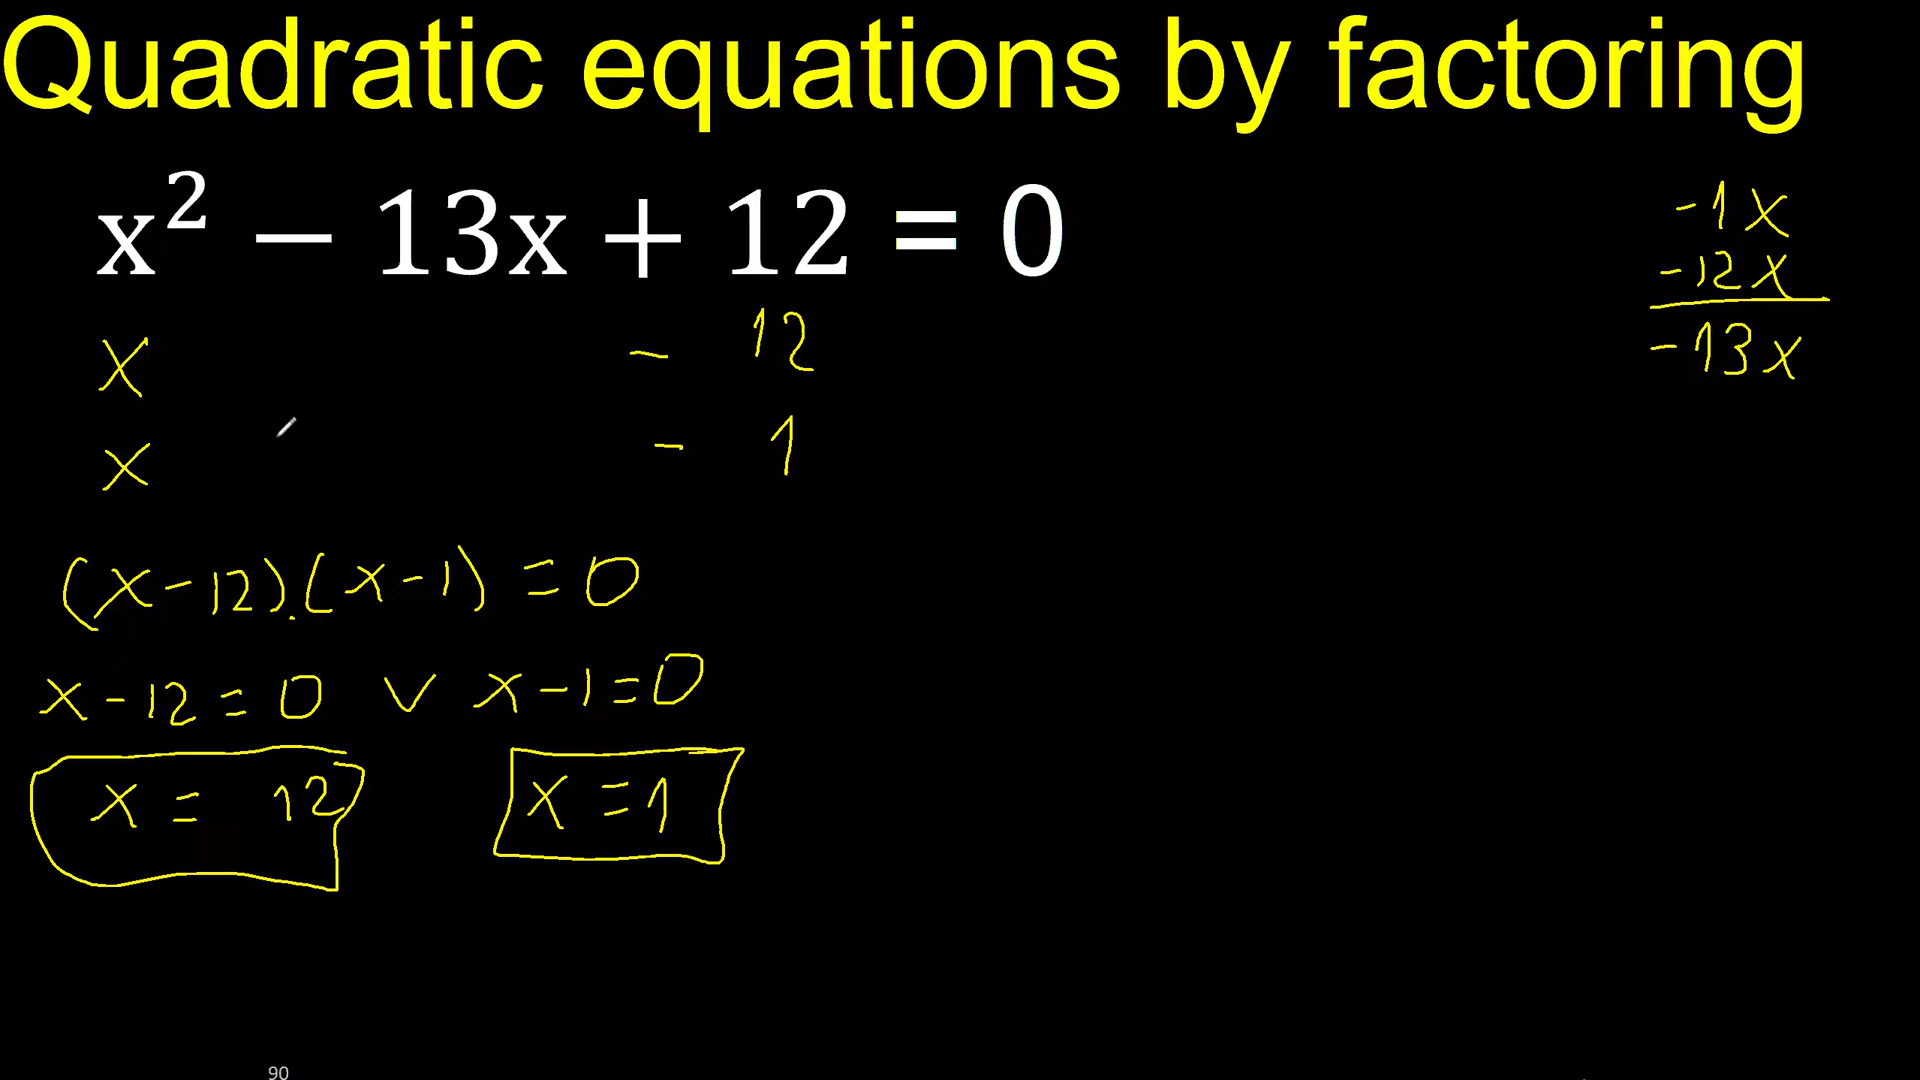 Quadratic equations by factoring
x² − 13x + 12 = 0
-1x
-12x
-13x
x - 12
x - 1
(x-12).(x-1) = 0
x-12=0 v x-1=0
x = 12 x = 1
90